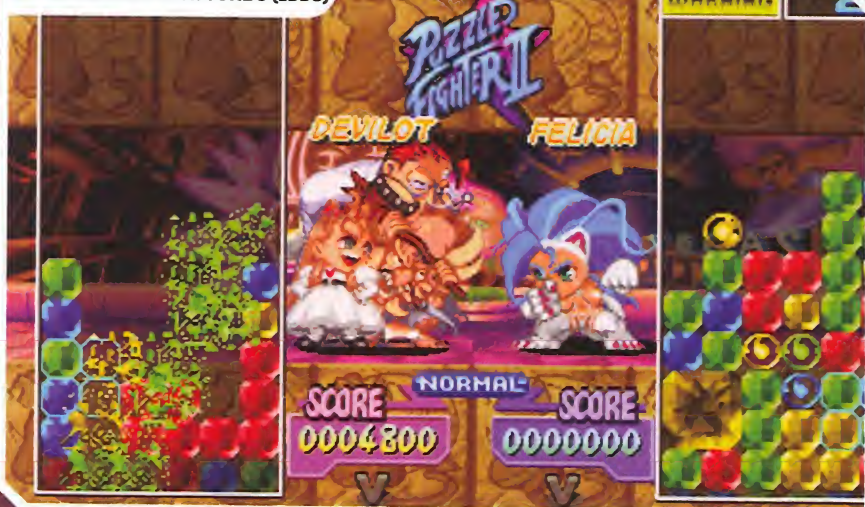 PUZZLE
FIGHTER II
DEVILOT
FELICIA
NORMAL
SCORE
0004800
SCORE
0000000